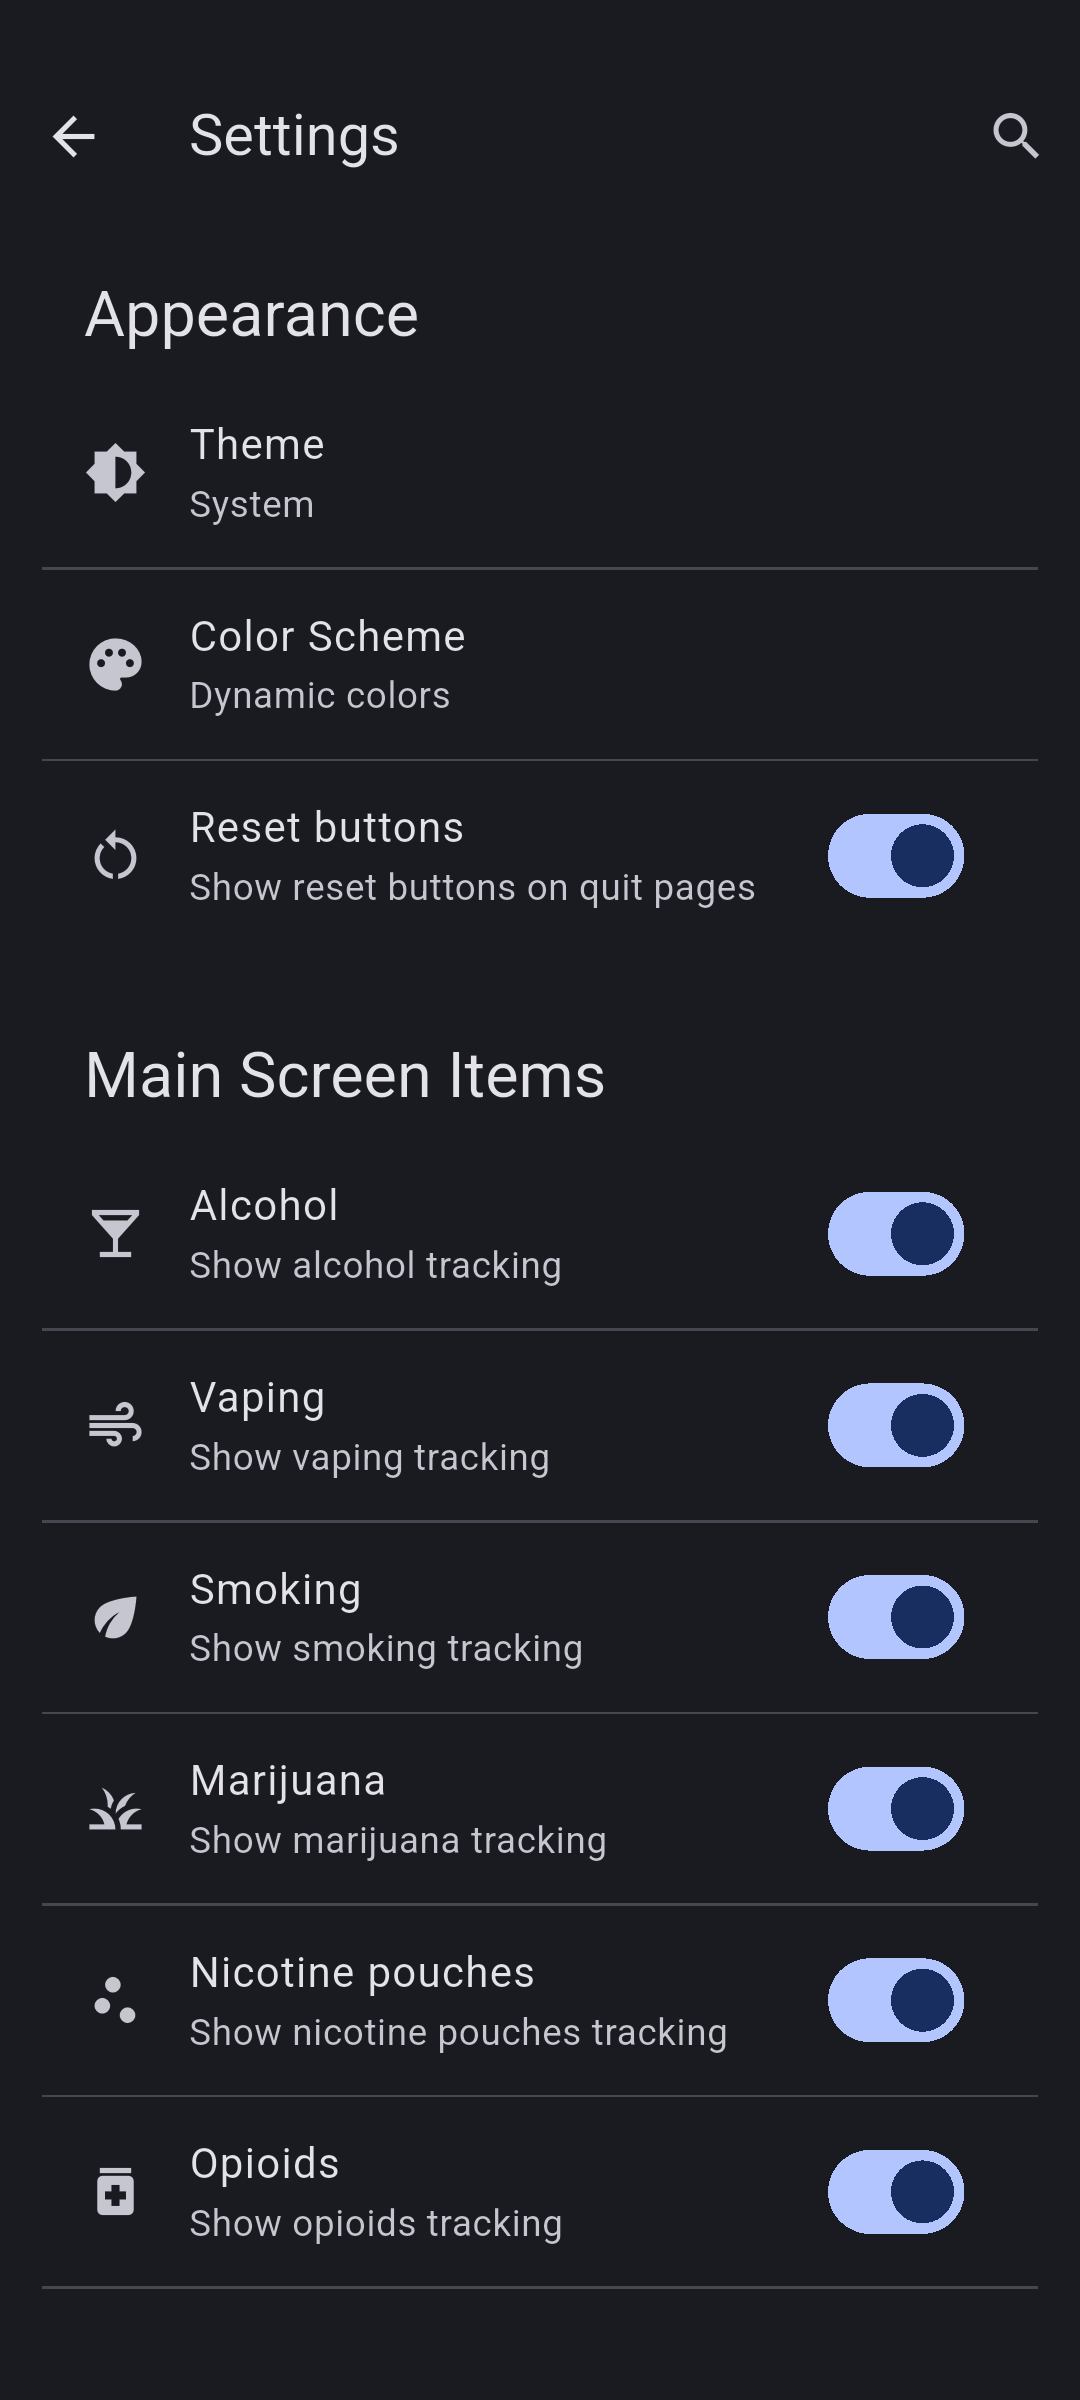 Settings
Appearance
Theme
System
Color Scheme
Dynamic colors
Reset buttons
Show reset buttons on quit pages
Main Screen Items
Alcohol
Show alcohol tracking
Vaping
Show vaping tracking
Smoking
Show smoking tracking
Marijuana
Show marijuana tracking
Nicotine pouches
Show nicotine pouches tracking
Opioids
Show opioids tracking